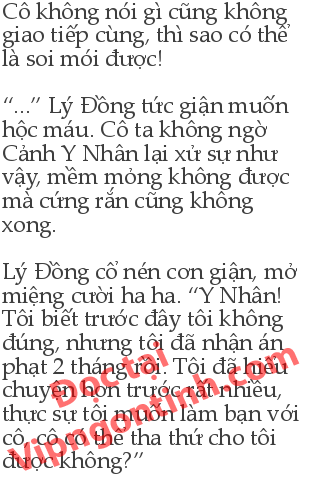 Cô không nói gì cũng không
giao tiếp cùng, thì sao có thể
là soi mói được!
“...” Lý Đồng tức giận muốn
hộc máu. Cô ta không ngờ
Cảnh Y Nhân lại xử sự như
vậy, mềm mỏng không được
mà cứng rắn cũng không
xong.
Lý Đồng cổ nén cơn giận, mở
miệng cười ha ha. “Y Nhân!
Tôi biết trước đây tôi không
đúng, nhưng tôi đã nhận án
phạt 2 tháng rồi. Tôi đã hiểu
chuyện hơn trước rất nhiều,
thực sự tôi muốn làm bạn với
cô, cô có thể tha thứ cho tôi
được không?”
Đọc tại
Vipngontinh.com